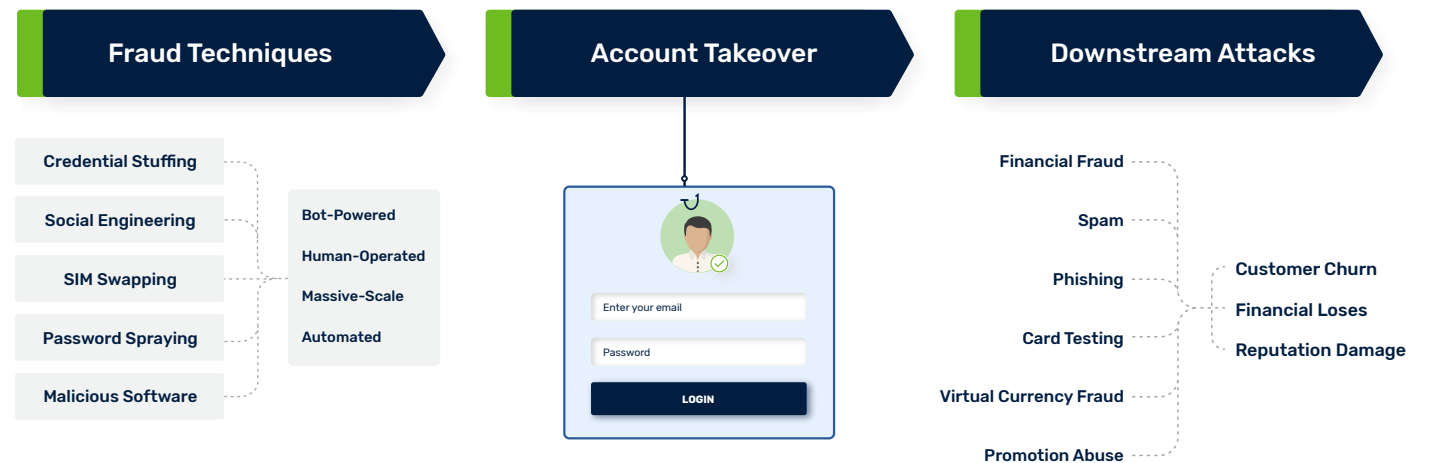 Fraud Techniques
Account Takeover
Downstream Attacks
Credential Stuffing
Social Engineering
SIM Swapping
Password Spraying
Malicious Software
Bot-Powered
Human-Operated
Massive-Scale
Automated
Enter your email
Password
LOGIN
Financial Fraud
Spam
Phishing
Card Testing
Virtual Currency Fraud
Promotion Abuse
Customer Churn
Financial Loses
Reputation Damage